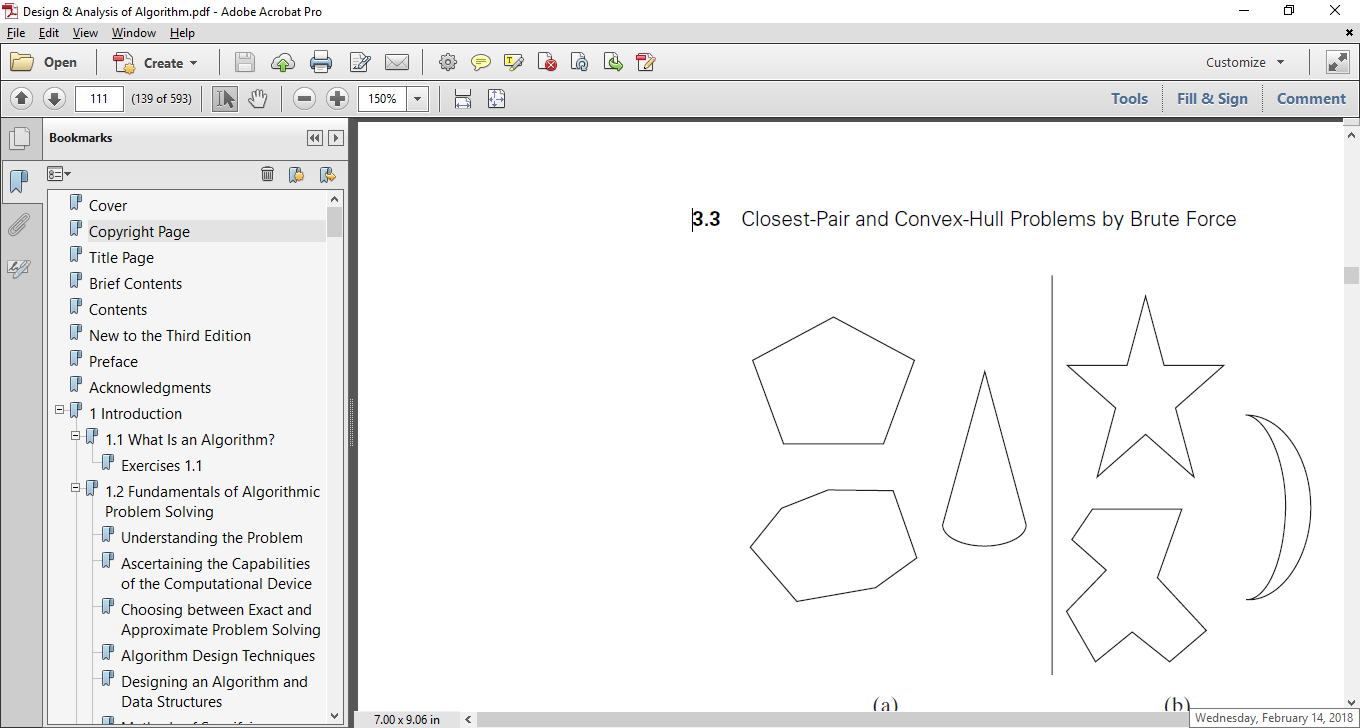 Design & Analysis of Algorithm.pdf - Adobe Acrobat Pro
File Edit View Window Help
Open Create Customize
111 (139 of 593) 150% Tools Fill & Sign Comment
Bookmarks
Cover
Copyright Page
Title Page
Brief Contents
Contents
New to the Third Edition
Preface
Acknowledgments
1 Introduction
1.1 What Is an Algorithm?
Exercises 1.1
1.2 Fundamentals of Algorithmic
Problem Solving
Understanding the Problem
Ascertaining the Capabilities
of the Computational Device
Choosing between Exact and
Approximate Problem Solving
Algorithm Design Techniques
Designing an Algorithm and
Data Structures
3.3 Closest-Pair and Convex-Hull Problems by Brute Force
(a) (b)
7.00 x 9.06 in
Wednesday, February 14, 2018